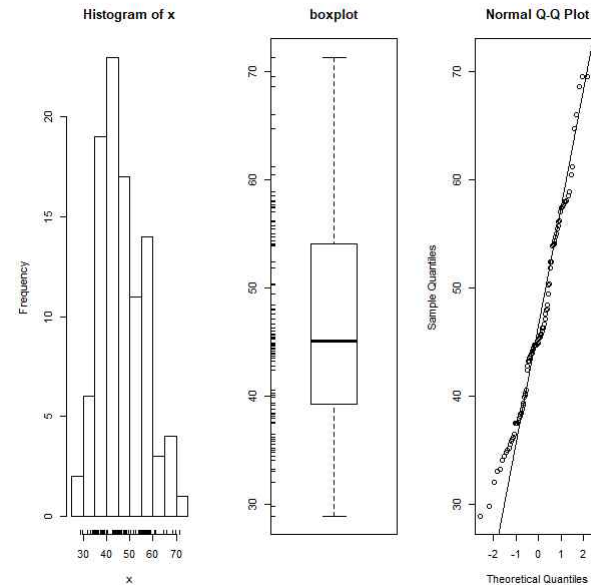 Histogram of x
Frequency
20
15
10
5
0
30 40 50 60 70
x
boxplot
70
60
50
40
30
Normal Q-Q Plot
Sample Quantiles
70
60
50
40
30
-2 -1 0 1 2
Theoretical Quantiles